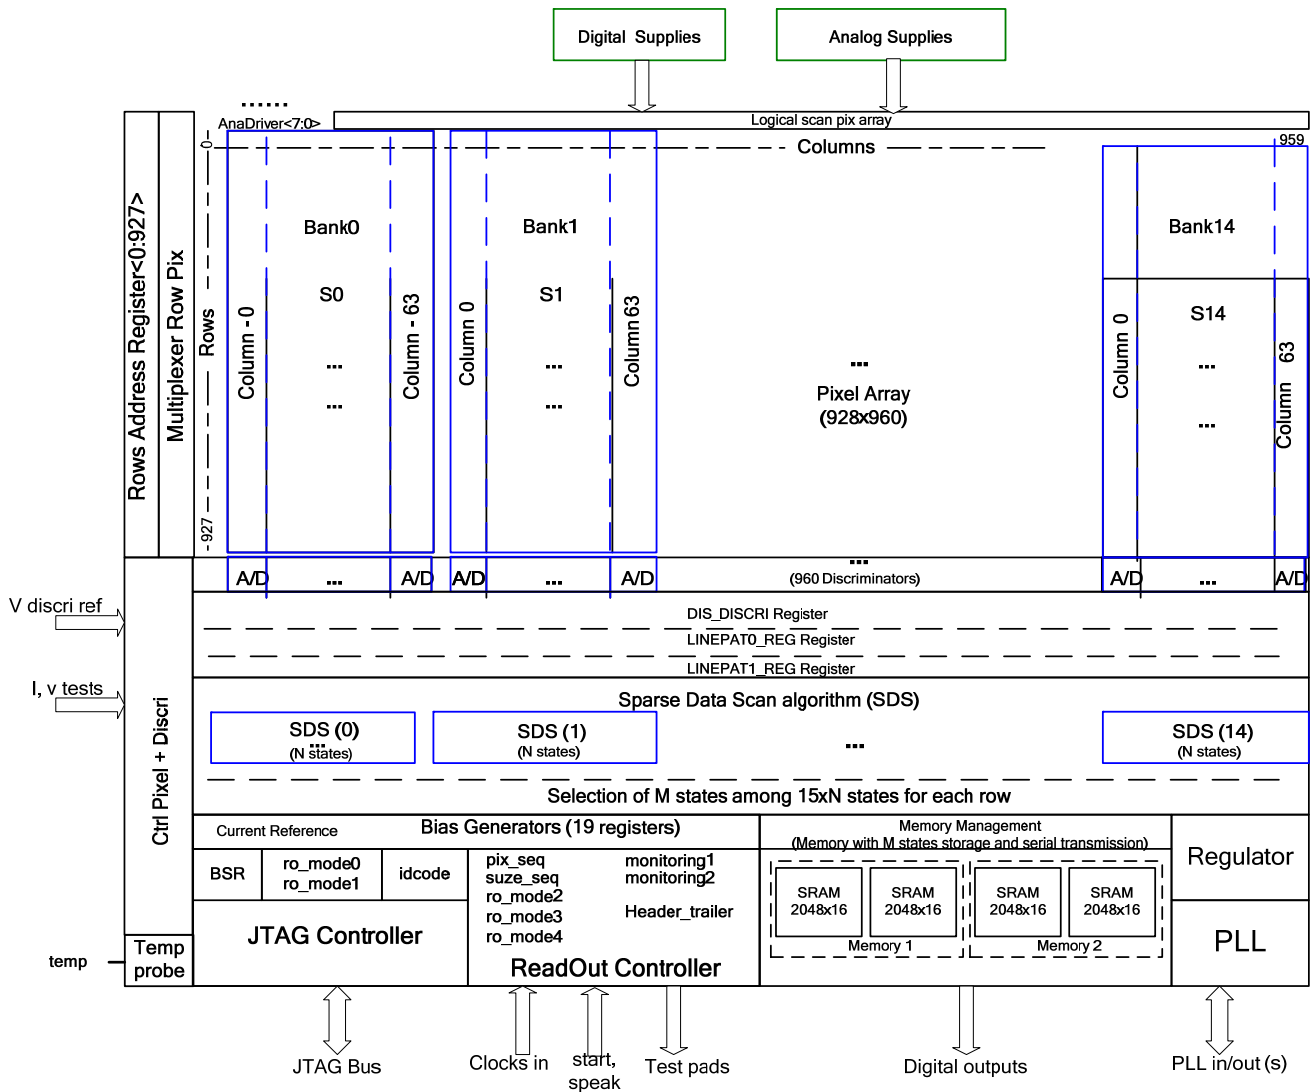 Digital Supplies
Analog Supplies
......
AnaDriver<7:0>
Logical scan pix array
0
Columns
959
Rows Address Register<0:927>
Multiplexer Row Pix
Rows
927
Bank0
S0
Column - 0
Column - 63
...
...
Bank1
S1
Column 0
Column 63
...
...
...
Pixel Array
(928x960)
Bank14
S14
Column 0
Column 63
...
...
A/D
...
A/D
A/D
...
A/D
...
(960 Discriminators)
A/D
...
A/D
V discri ref
I, v tests
Ctrl Pixel + Discri
DIS_DISCRI Register
LINEPAT0_REG Register
LINEPAT1_REG Register
Sparse Data Scan algorithm (SDS)
SDS (0)
...
(N states)
SDS (1)
(N states)
...
SDS (14)
(N states)
Selection of M states among 15xN states for each row
Current Reference
Bias Generators (19 registers)
Memory Management
(Memory with M states storage and serial transmission)
Regulator
BSR
ro_mode0
ro_mode1
idcode
pix_seq
suze_seq
ro_mode2
ro_mode3
ro_mode4
monitoring1
monitoring2
Header_trailer
SRAM
2048x16
SRAM
2048x16
SRAM
2048x16
SRAM
2048x16
Memory 1
Memory 2
JTAG Controller
ReadOut Controller
PLL
temp
Temp
probe
JTAG Bus
Clocks in
start,
speak
Test pads
Digital outputs
PLL in/out (s)